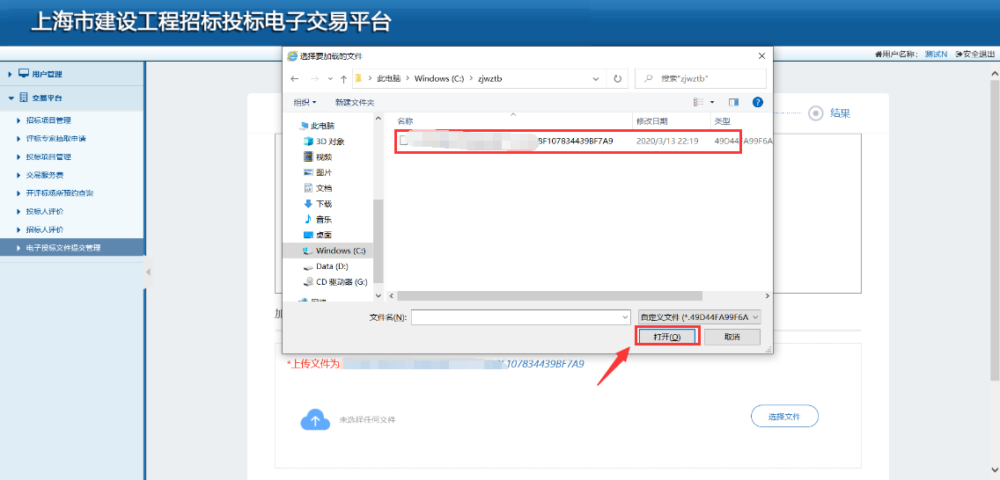 上海市建设工程招标投标电子交易平台
用户名称: 测试N 安全退出
用户管理
交易平台
招标项目管理
评标专家抽取申请
投标项目管理
交易服务费
开评标场所预约查询
投标人评价
招标人评价
电子投标文件提交管理
结果
选择要加载的文件
此电脑 Windows (C:) zjwztb
搜索"zjwztb"
组织 新建文件夹
名称 修改日期 类型
BF107834439BF7A9 2020/3/13 22:19 49D44FA99F6A
此电脑
3D 对象
视频
图片
文档
下载
音乐
桌面
Windows (C:)
Data (D:)
CD 驱动器 (G:)
网络
文件名(N): 自定义文件 (*.49D44FA99F6A
打开(O) 取消
加
*上传文件为 107834439BF7A9
未选择任何文件
选择文件